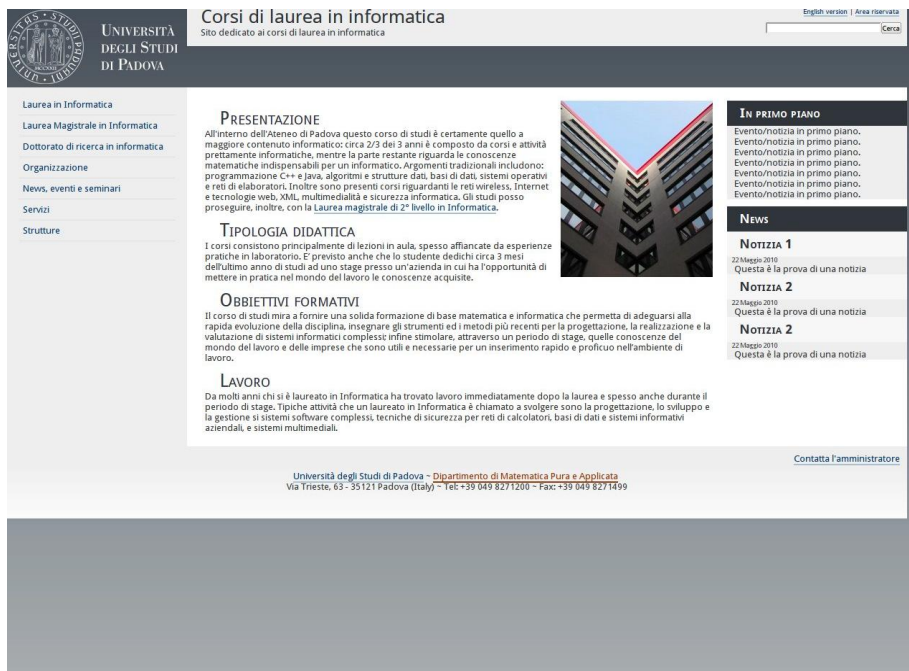 Università
degli Studi
di Padova
Corsi di laurea in informatica
Sito dedicato ai corsi di laurea in informatica
English version | Area riservata
Cerca
Laurea in Informatica
Laurea Magistrale in Informatica
Dottorato di ricerca in informatica
Organizzazione
News, eventi e seminari
Servizi
Strutture
Presentazione
All'interno dell'Ateneo di Padova questo corso di studi è certamente quello a
maggiore contenuto informatico: circa 2/3 dei 3 anni è composto da corsi e attività
prettamente informatiche, mentre la parte restante riguarda le conoscenze
matematiche indispensabili per un informatico. Argomenti tradizionali includono:
programmazione C++ e Java, algoritmi e strutture dati, basi di dati, sistemi operativi
e reti di elaboratori. Inoltre sono presenti corsi riguardanti le reti wireless, Internet
e tecnologie web, XML, multimedialità e sicurezza informatica. Gli studi posso
proseguire, inoltre, con la Laurea magistrale di 2° livello in Informatica.
Tipologia didattica
I corsi consistono principalmente di lezioni in aula, spesso affiancate da esperienze
pratiche in laboratorio. E' previsto anche che lo studente dedichi circa 3 mesi
dell'ultimo anno di studi ad uno stage presso un'azienda in cui ha l'opportunità di
mettere in pratica nel mondo del lavoro le conoscenze acquisite.
Obbiettivi formativi
Il corso di studi mira a fornire una solida formazione di base matematica e informatica che permetta di adeguarsi alla
rapida evoluzione della disciplina, insegnare gli strumenti ed i metodi più recenti per la progettazione, la realizzazione e la
valutazione di sistemi informatici complessi; infine stimolare, attraverso un periodo di stage, quelle conoscenze del
mondo del lavoro e delle imprese che sono utili e necessarie per un inserimento rapido e proficuo nell'ambiente di
lavoro.
Lavoro
Da molti anni chi si è laureato in Informatica ha trovato lavoro immediatamente dopo la laurea e spesso anche durante il
periodo di stage. Tipiche attività che un laureato in Informatica è chiamato a svolgere sono la progettazione, lo sviluppo e
la gestione si sistemi software complessi, tecniche di sicurezza per reti di calcolatori, basi di dati e sistemi informativi
aziendali, e sistemi multimediali.
In primo piano
Evento/notizia in primo piano.
Evento/notizia in primo piano.
Evento/notizia in primo piano.
Evento/notizia in primo piano.
Evento/notizia in primo piano.
Evento/notizia in primo piano.
Evento/notizia in primo piano.
News
Notizia 1
22 Maggio 2010
Questa è la prova di una notizia
Notizia 2
22 Maggio 2010
Questa è la prova di una notizia
Notizia 2
22 Maggio 2010
Questa è la prova di una notizia
Contatta l'amministratore
Università degli Studi di Padova ~ Dipartimento di Matematica Pura e Applicata
Via Trieste, 63 - 35121 Padova (Italy) ~ Tel: +39 049 8271200 ~ Fax: +39 049 8271499